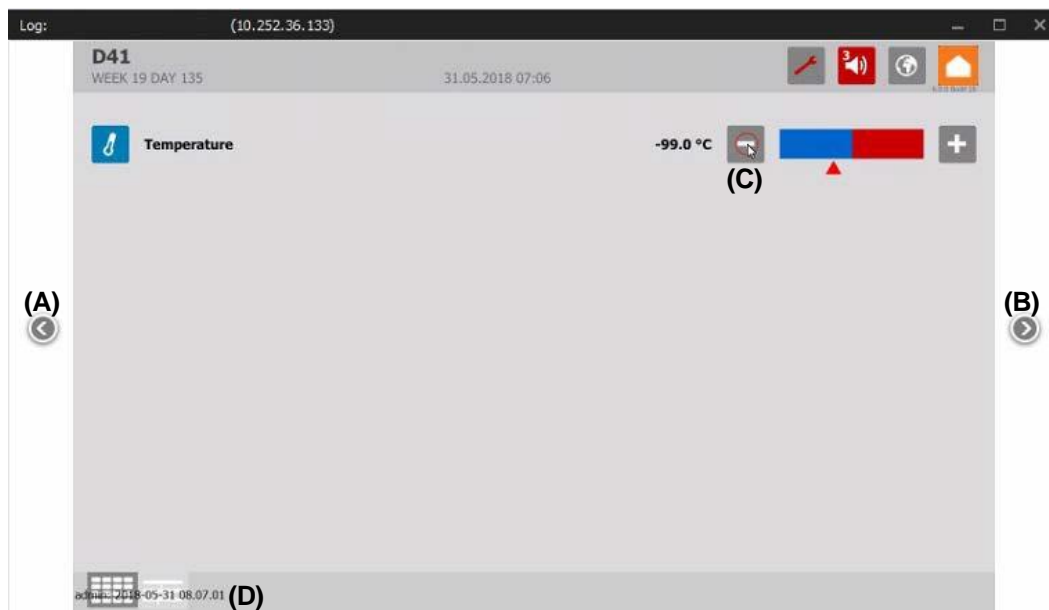 Log: (10.252.36.133)
D41
WEEK 19 DAY 135 31.05.2018 07:06
3
Temperature -99.0 °C
(C)
(A) (B)
admin: 2018-05-31 08.07.01 (D)